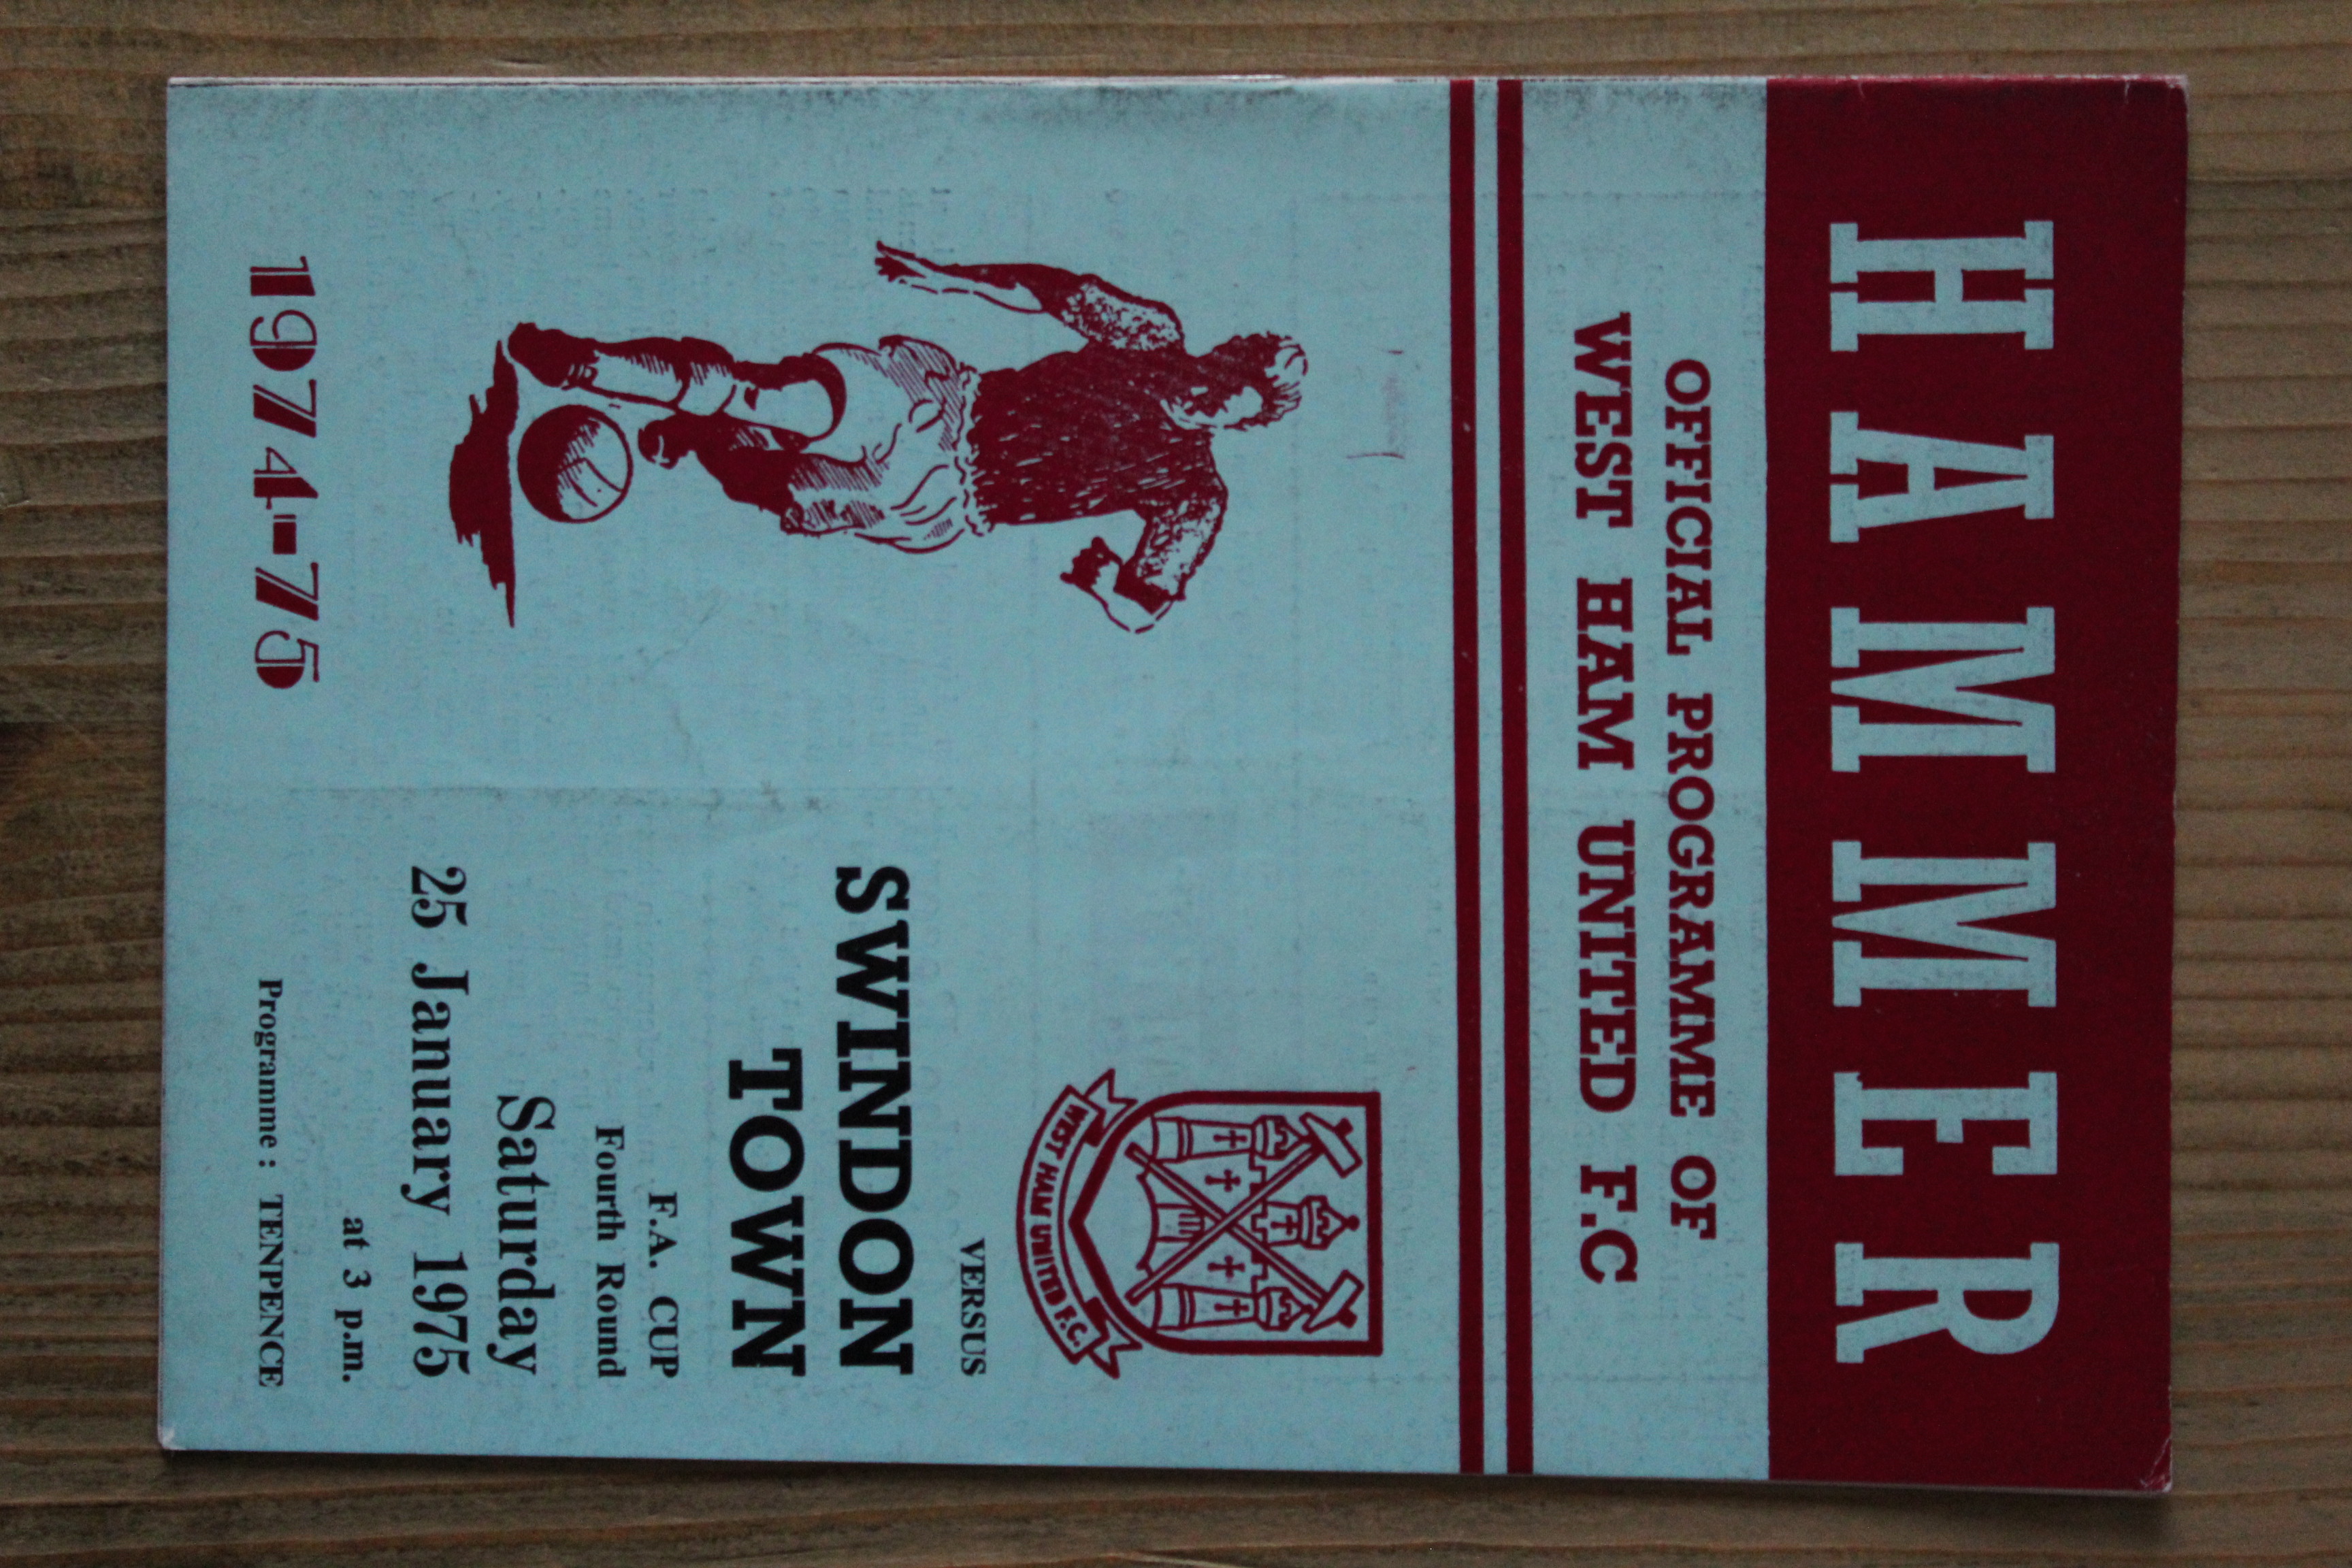 HAMMER
OFFICIAL PROGRAMME OF
WEST HAM UNITED F.C
WEST HAM UNITED F.C.
VERSUS
SWINDON
TOWN
F.A. CUP
Fourth Round
Saturday
25 January 1975
at 3 p.m.
1974-75
Programme : TENPENCE